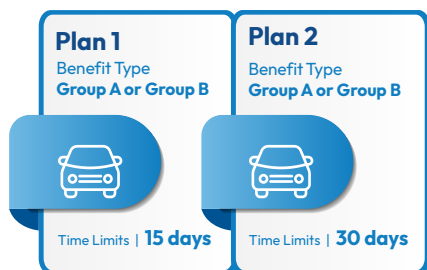 Plan 1
Benefit Type
Group A or Group B
Time Limits | 15 days
Plan 2
Benefit Type
Group A or Group B
Time Limits | 30 days